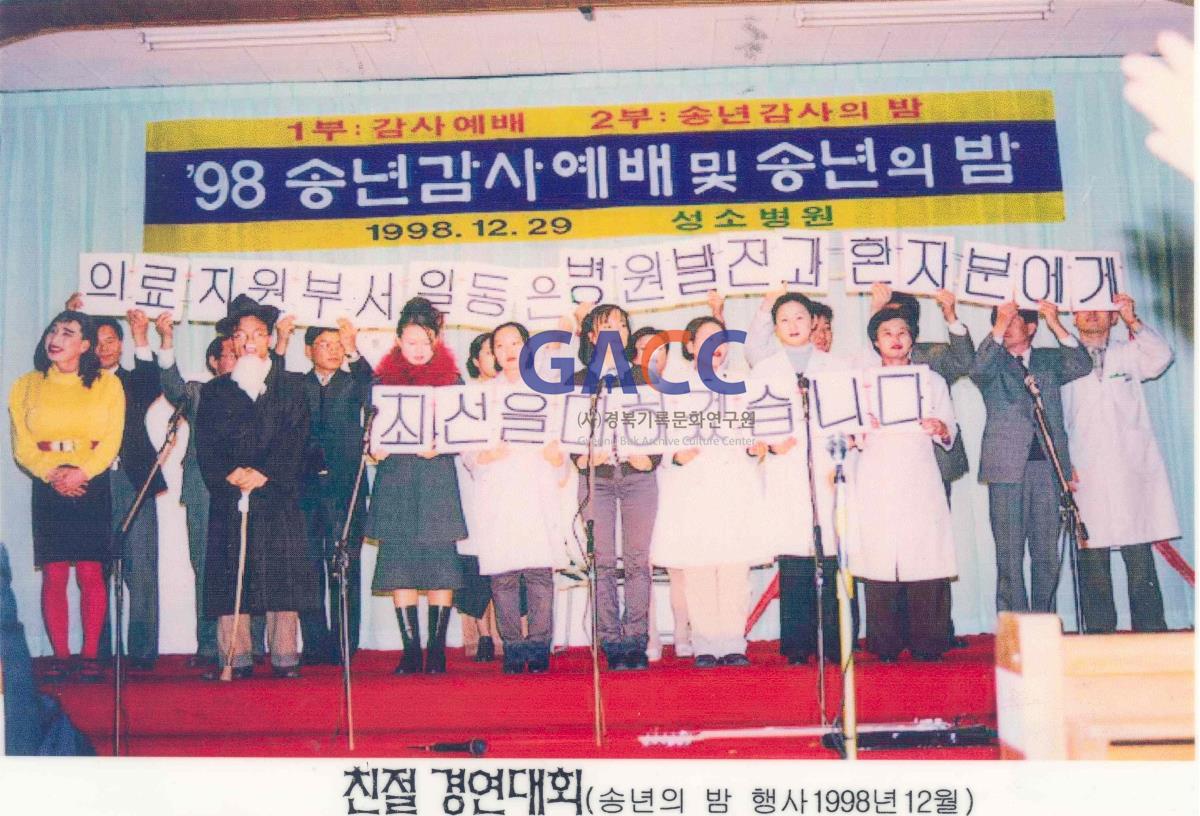 1부:감사예배 2부:송년감사의 밤
'98 송년감사예배 및 송년의 밤
1998.12.29 성소병원
의료지원부서 일동은 병원발전과 환자분에게
최선을 다하겠습니다
GACC
(사)경북기록문화연구원
Gyeong Buk Archive Culture Center
친절 경연대회(송년의 밤 행사1998년12월)